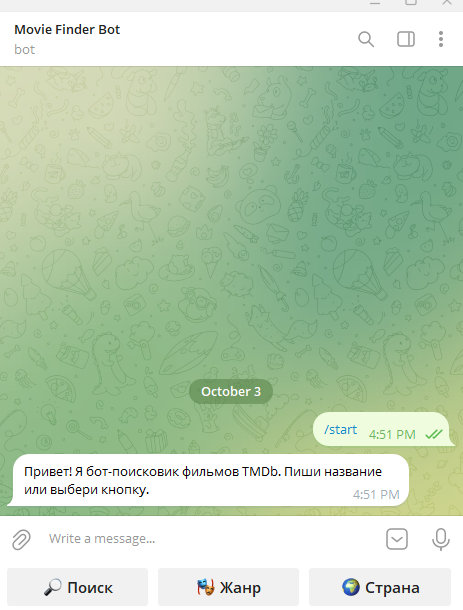 Movie Finder Bot
bot
October 3
/start 4:51 PM
Привет! Я бот-поисковик фильмов TMDb. Пиши название
или выбери кнопку.
4:51 PM
Write a message...
Поиск
Жанр
Страна